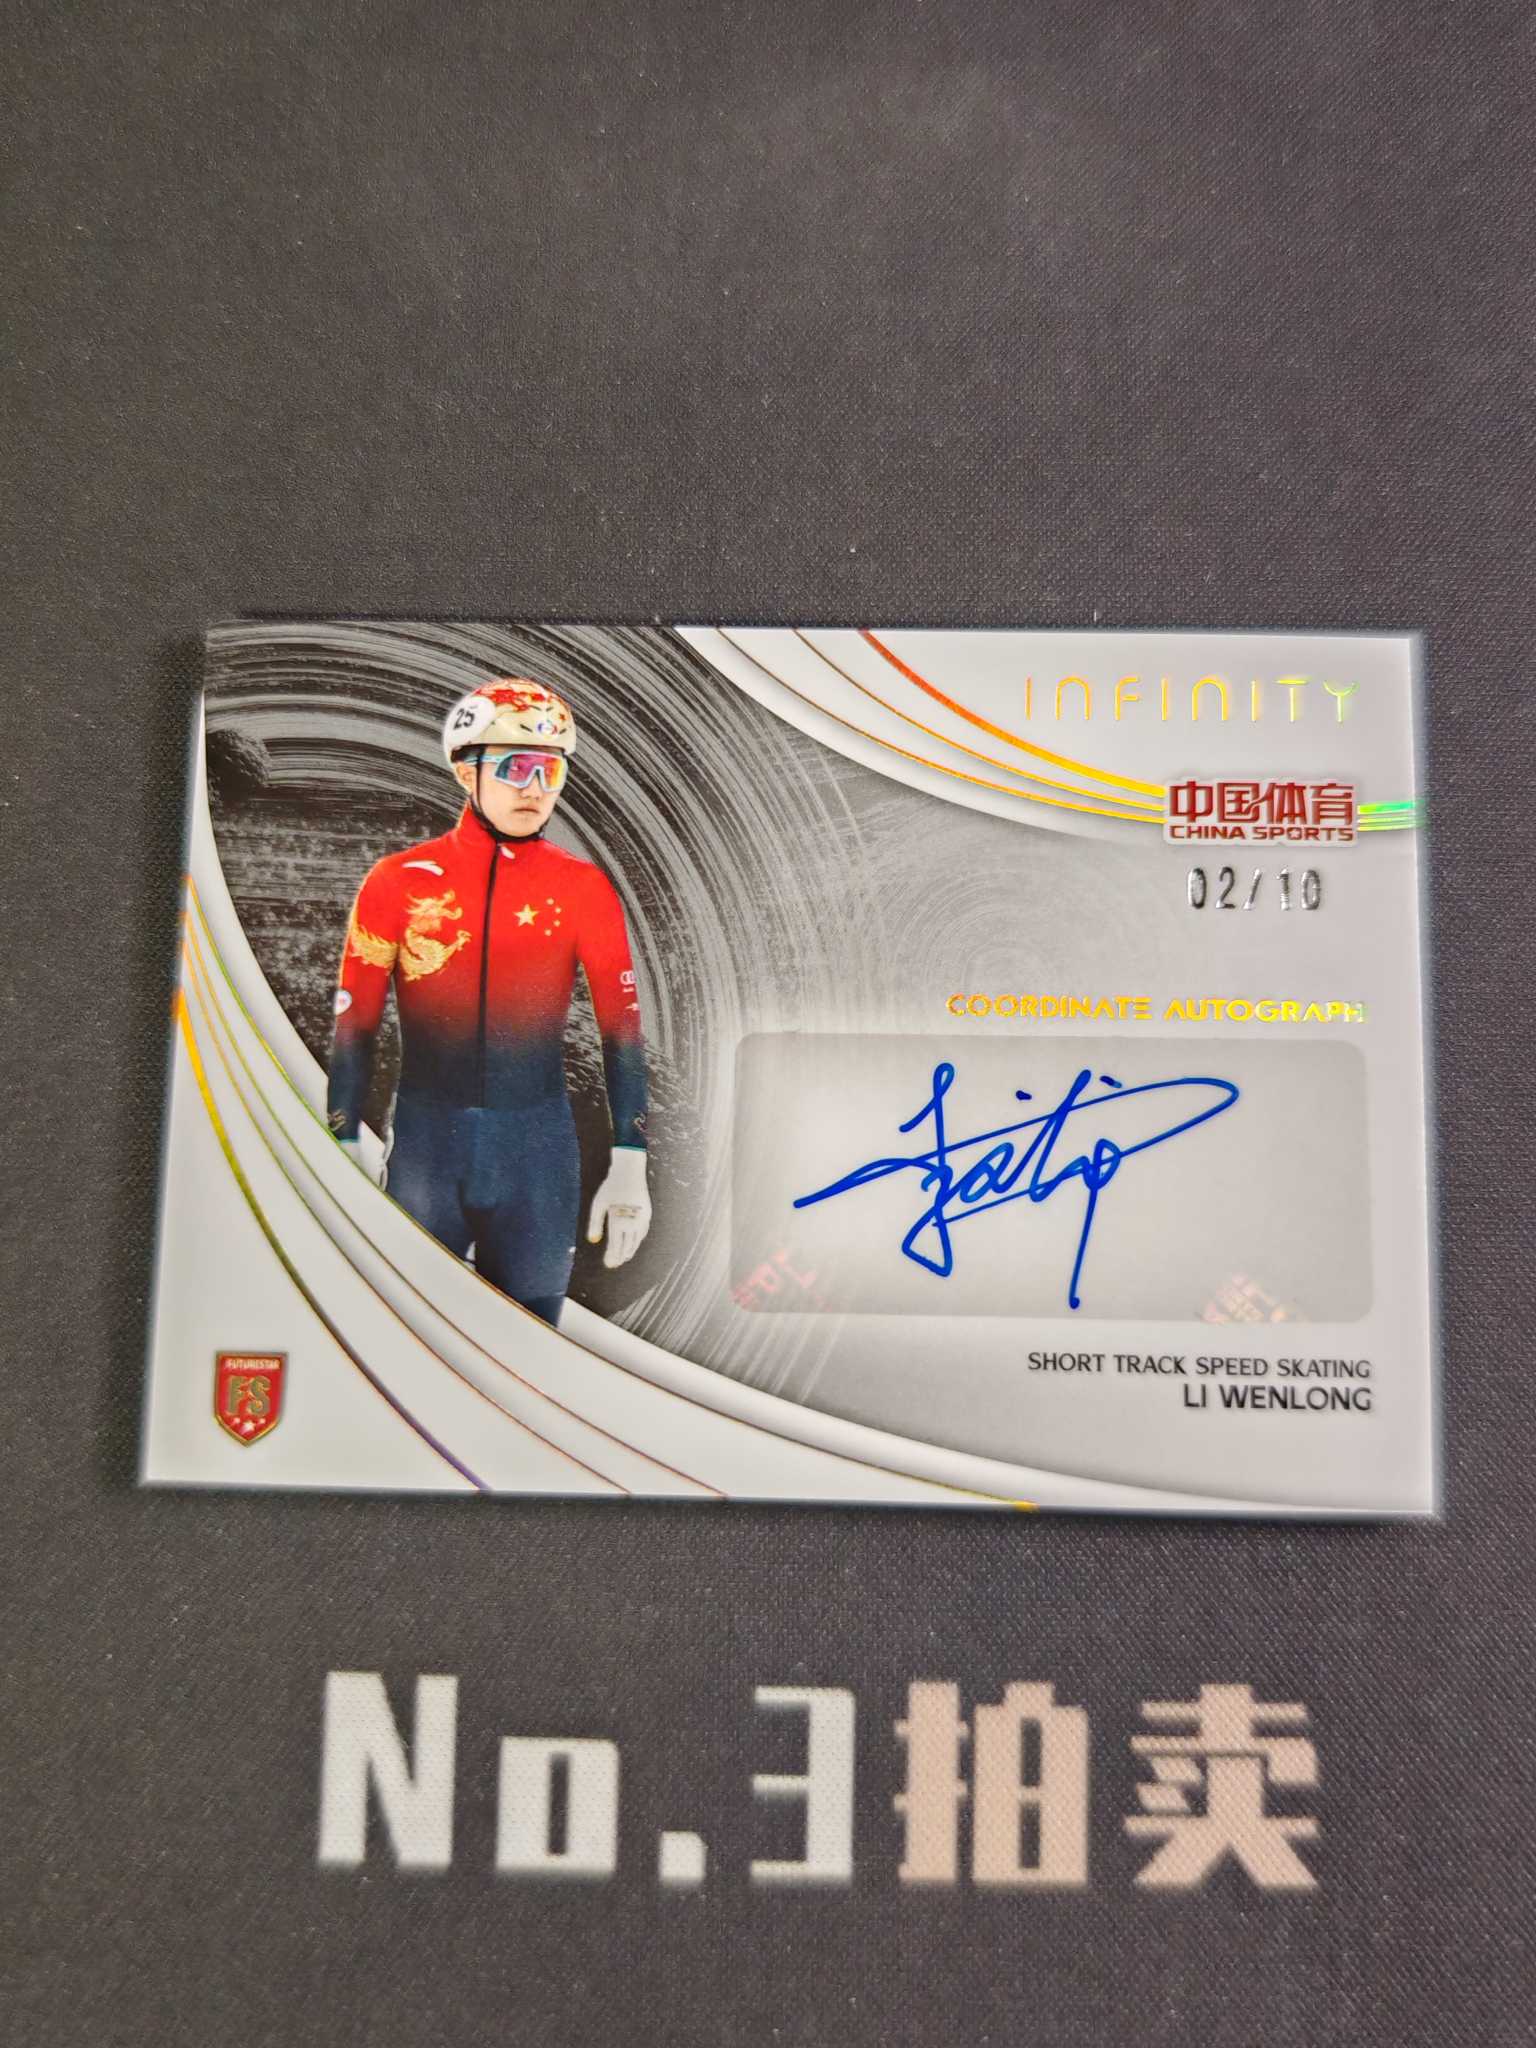 INFINITY
25
中国体育
CHINA SPORTS
02/10
COORDINATE AUTOGRAPH
SHORT TRACK SPEED SKATING
LI WENLONG
FUTURESTAR
FS
No.3拍卖